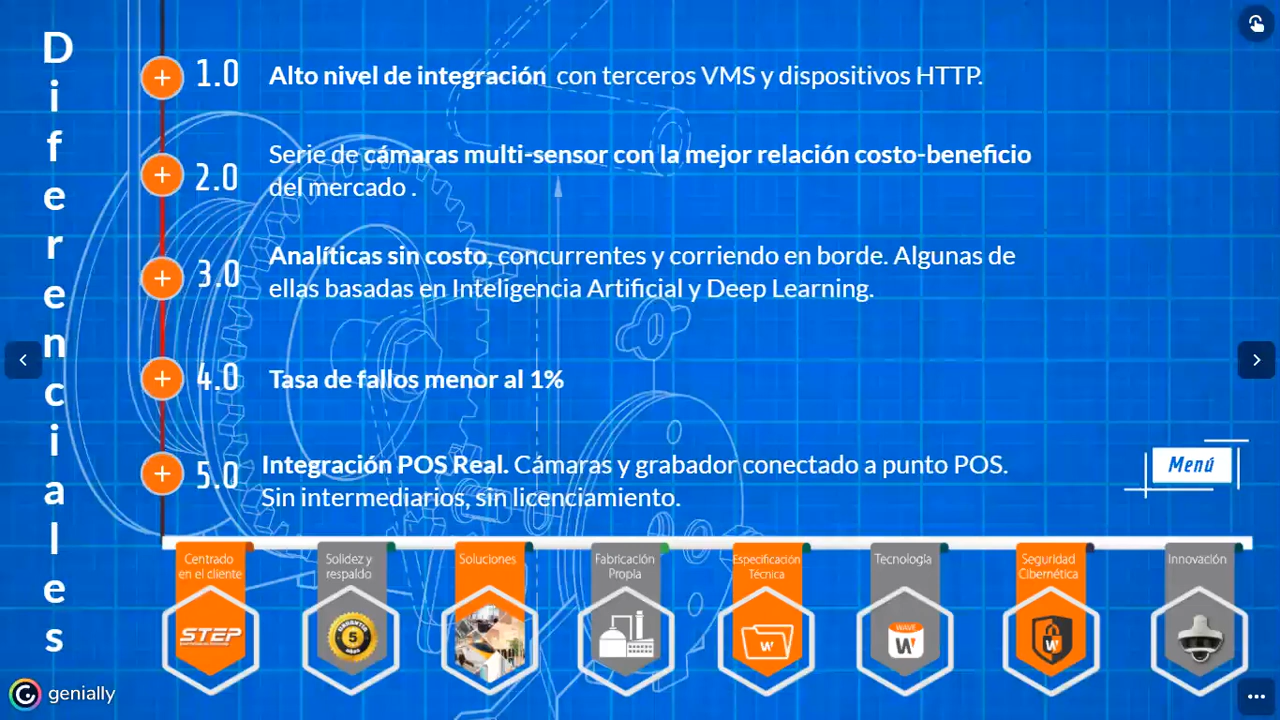 Diferenciales
1.0
Alto nivel de integración con terceros VMS y dispositivos HTTP.
2.0
Serie de cámaras multi-sensor con la mejor relación costo-beneficio
del mercado .
3.0
Analíticas sin costo, concurrentes y corriendo en borde. Algunas de
ellas basadas en Inteligencia Artificial y Deep Learning.
4.0
Tasa de fallos menor al 1%
5.0
Integración POS Real. Cámaras y grabador conectado a punto POS.
Sin intermediarios, sin licenciamiento.
Menú
Centrado
en el cliente
STEP
Solidez y
respaldo
GARANTÍA
5
años
Soluciones
Fabricación
Propia
Especificación
Técnica
W
Tecnología
WAVE
W
Seguridad
Cibernética
W
Innovación
genially